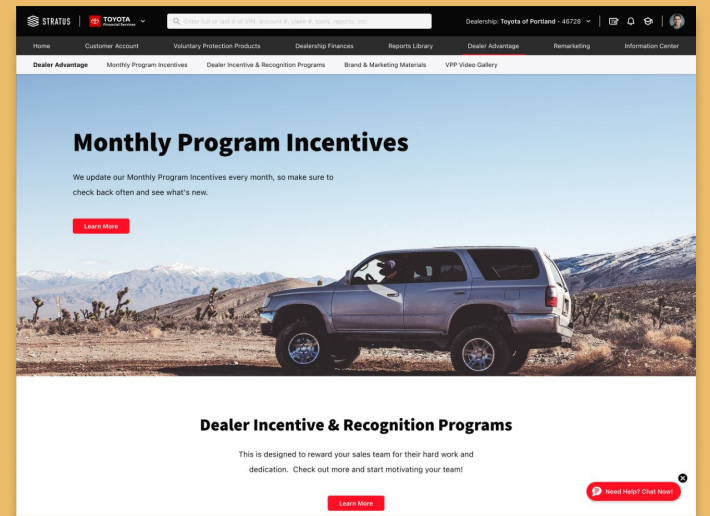 STRATUS
TOYOTA
Financial Services
Enter full or last 8 of VIN, account #, claim #, tools, reports, etc.
Dealership: Toyota of Portland - 46728
Home Customer Account Voluntary Protection Products Dealership Finances Reports Library Dealer Advantage Remarketing Information Center
Dealer Advantage Monthly Program Incentives Dealer Incentive & Recognition Programs Brand & Marketing Materials VPP Video Gallery
Monthly Program Incentives
We update our Monthly Program Incentives every month, so make sure to
check back often and see what's new.
Learn More
Dealer Incentive & Recognition Programs
This is designed to reward your sales team for their hard work and
dedication. Check out more and start motivating your team!
Learn More
Need Help? Chat Now!